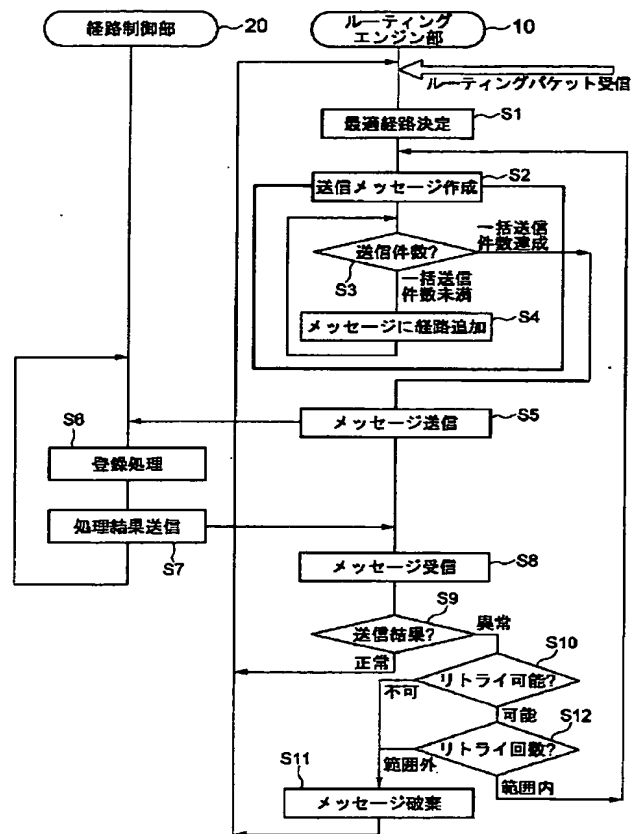 経路制御部
20
ルーティング
エンジン部
10
ルーティングパケット受信
最適経路決定
S1
送信メッセージ作成
S2
送信件数?
S3
一括送信
件数達成
一括送信
件数未満
メッセージに経路追加
S4
メッセージ送信
S5
S6
登録処理
処理結果送信
S7
メッセージ受信
S8
送信結果?
S9
異常
正常
リトライ可能?
S10
不可
可能
リトライ回数?
S12
範囲外
範囲内
S11
メッセージ破棄